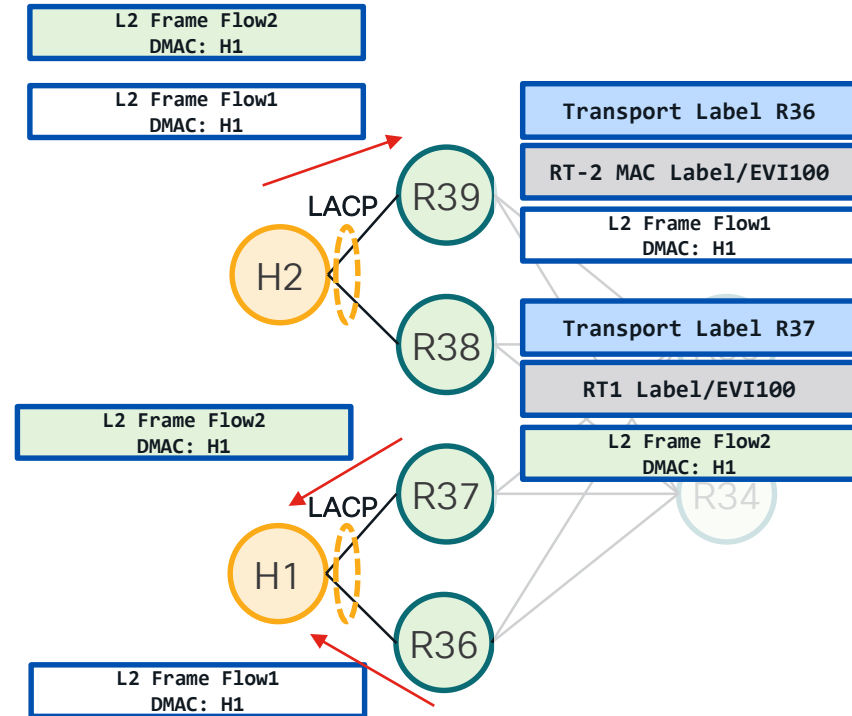 L2 Frame Flow2
DMAC: H1
L2 Frame Flow1
DMAC: H1
Transport Label R36
RT-2 MAC Label/EVI100
L2 Frame Flow1
DMAC: H1
R39
LACP
H2
R38
Transport Label R37
RT1 Label/EVI100
L2 Frame Flow2
DMAC: H1
L2 Frame Flow2
DMAC: H1
R37
R34
LACP
H1
R36
L2 Frame Flow1
DMAC: H1